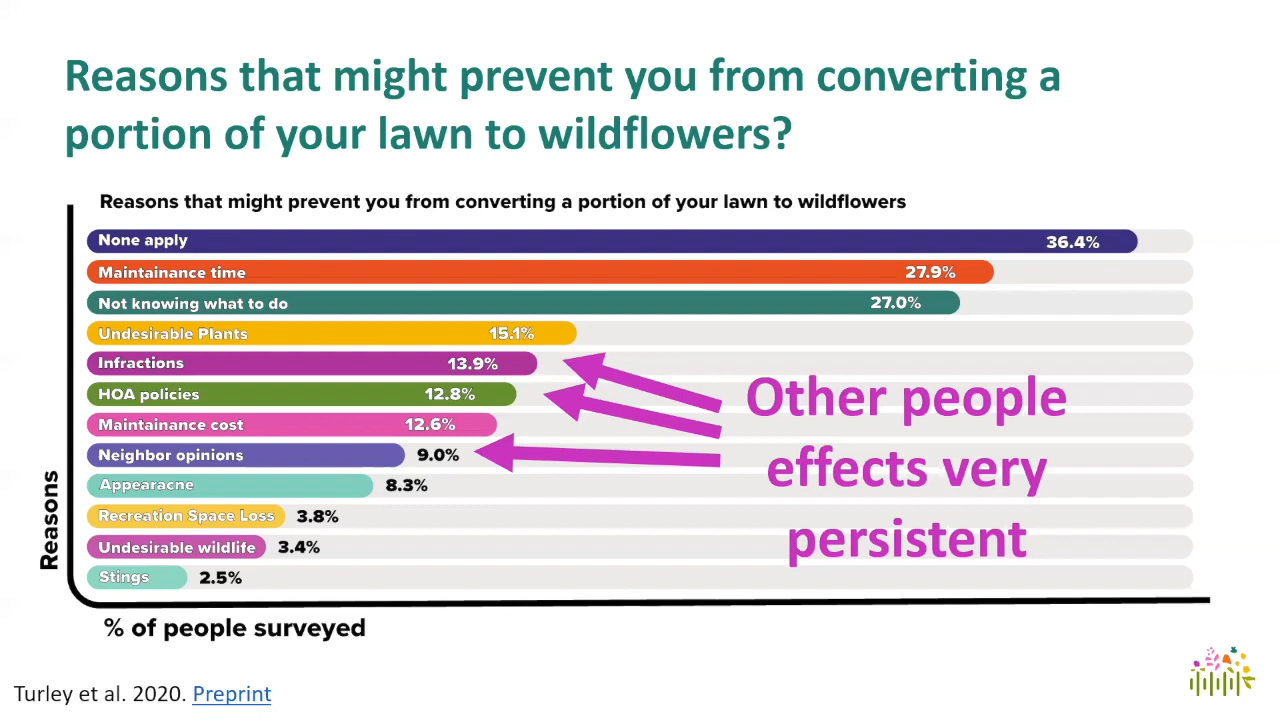 Reasons that might prevent you from converting a
portion of your lawn to wildflowers?
Reasons that might prevent you from converting a portion of your lawn to wildflowers
None apply 36.4%
Maintainance time 27.9%
Not knowing what to do 27.0%
Undesirable Plants 15.1%
Infractions 13.9%
HOA policies 12.8%
Maintainance cost 12.6%
Neighbor opinions 9.0%
Appearacne 8.3%
Recreation Space Loss 3.8%
Undesirable wildlife 3.4%
Stings 2.5%
Other people
effects very
persistent
Reasons
% of people surveyed
Turley et al. 2020. Preprint